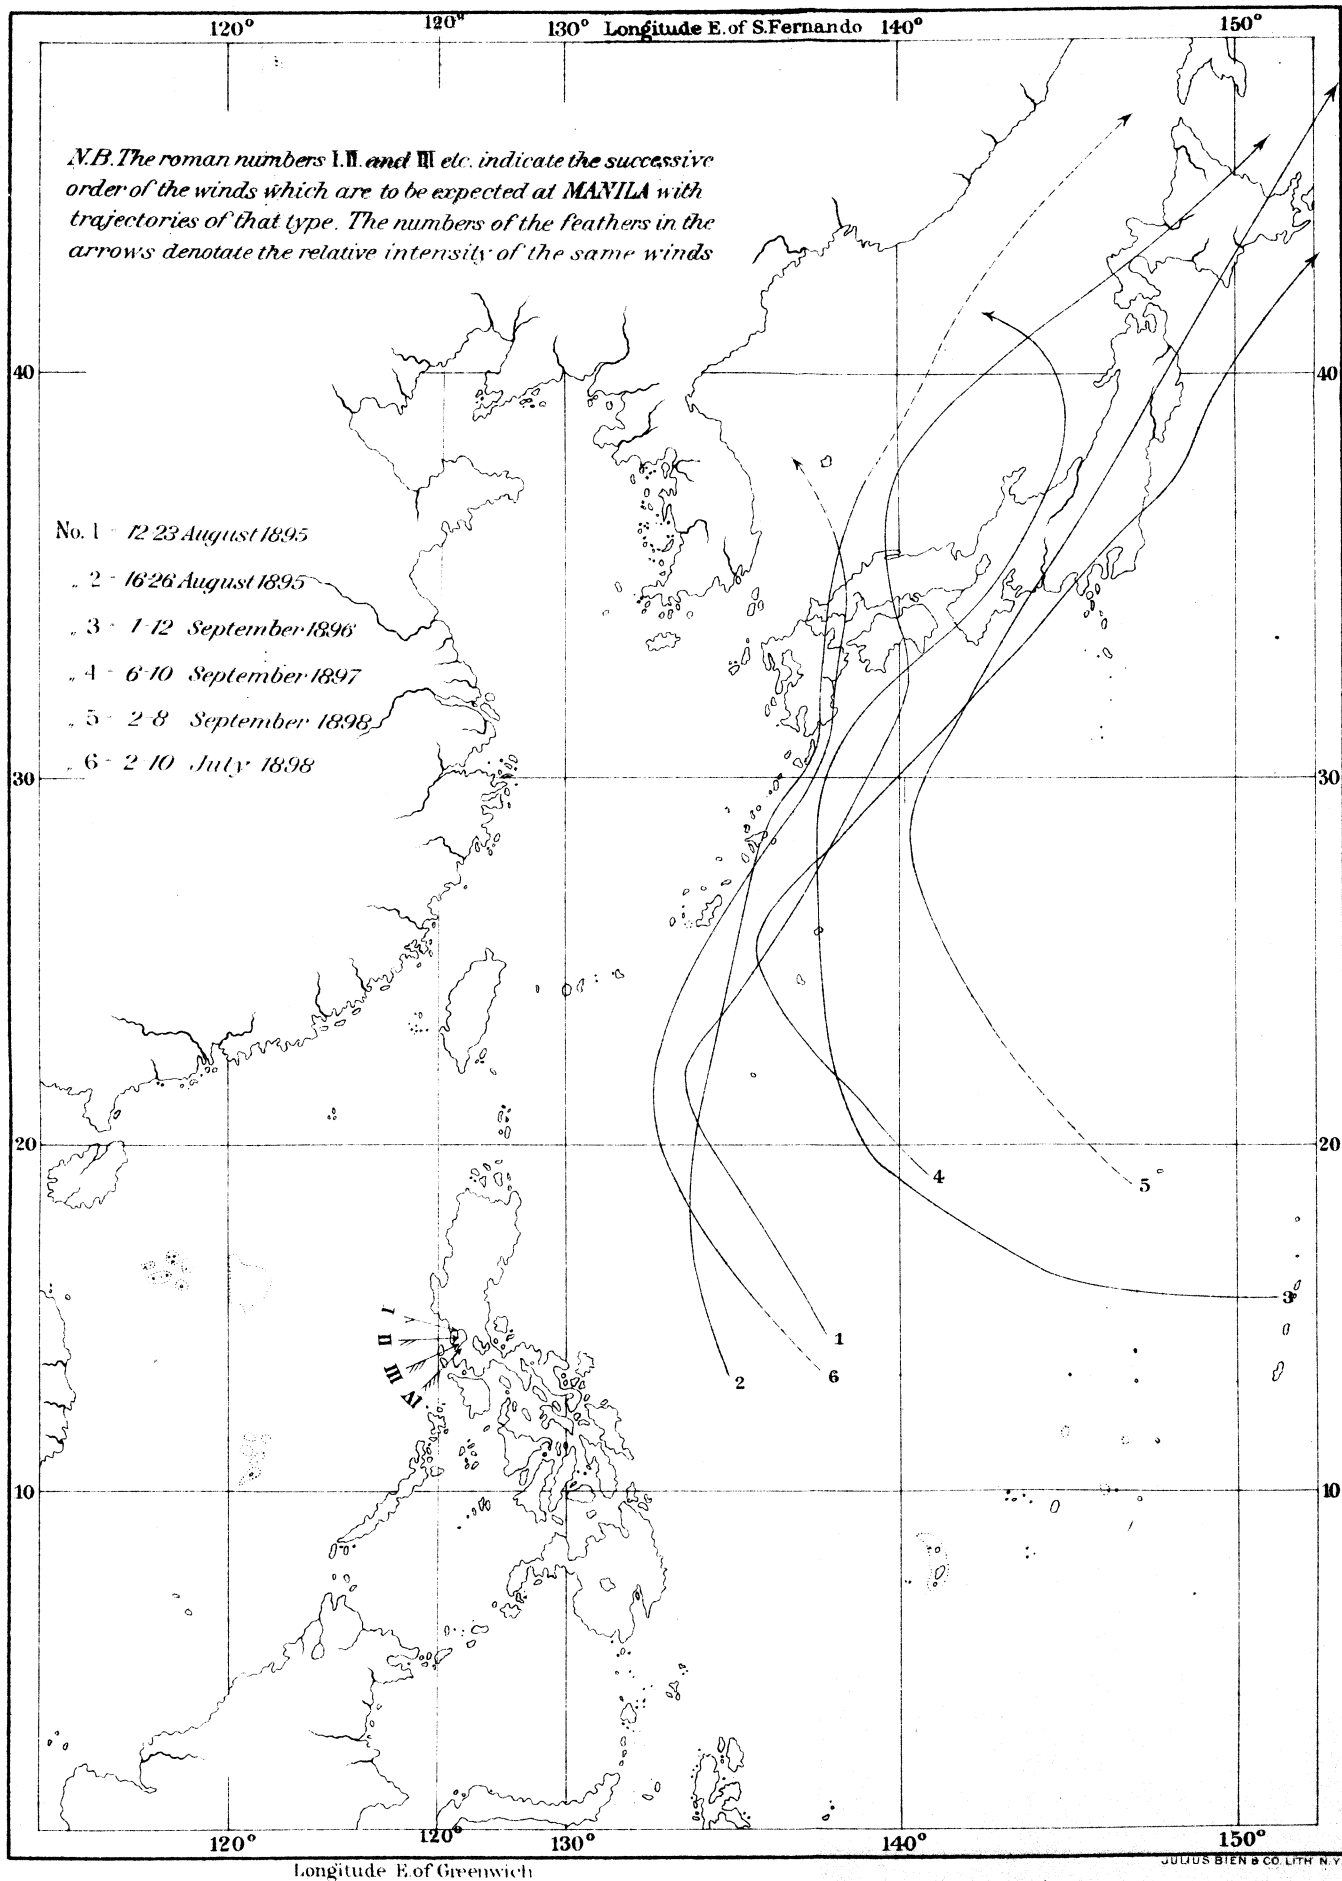 120° 120° 130° Longitude E. of S. Fernando 140° 150°
N.B. The roman numbers I. II. and III etc. indicate the successive
order of the winds which are to be expected at MANILA with
trajectories of that type. The numbers of the feathers in the
arrows denotate the relative intensity of the same winds
40 40
No. 1 - 12-23 August 1895
„ 2 - 16-26 August 1895
„ 3 - 1-12 September 1896
„ 4 - 6-10 September 1897
„ 5 - 2-8 September 1898
„ 6 - 2-10 July 1898
30 30
20 20
4 5
3
I
II
III
IV
1
2 6
10 10
120° 120° 130° 140° 150°
Longitude E. of Greenwich
JULIUS BIEN & CO. LITH. N.Y.